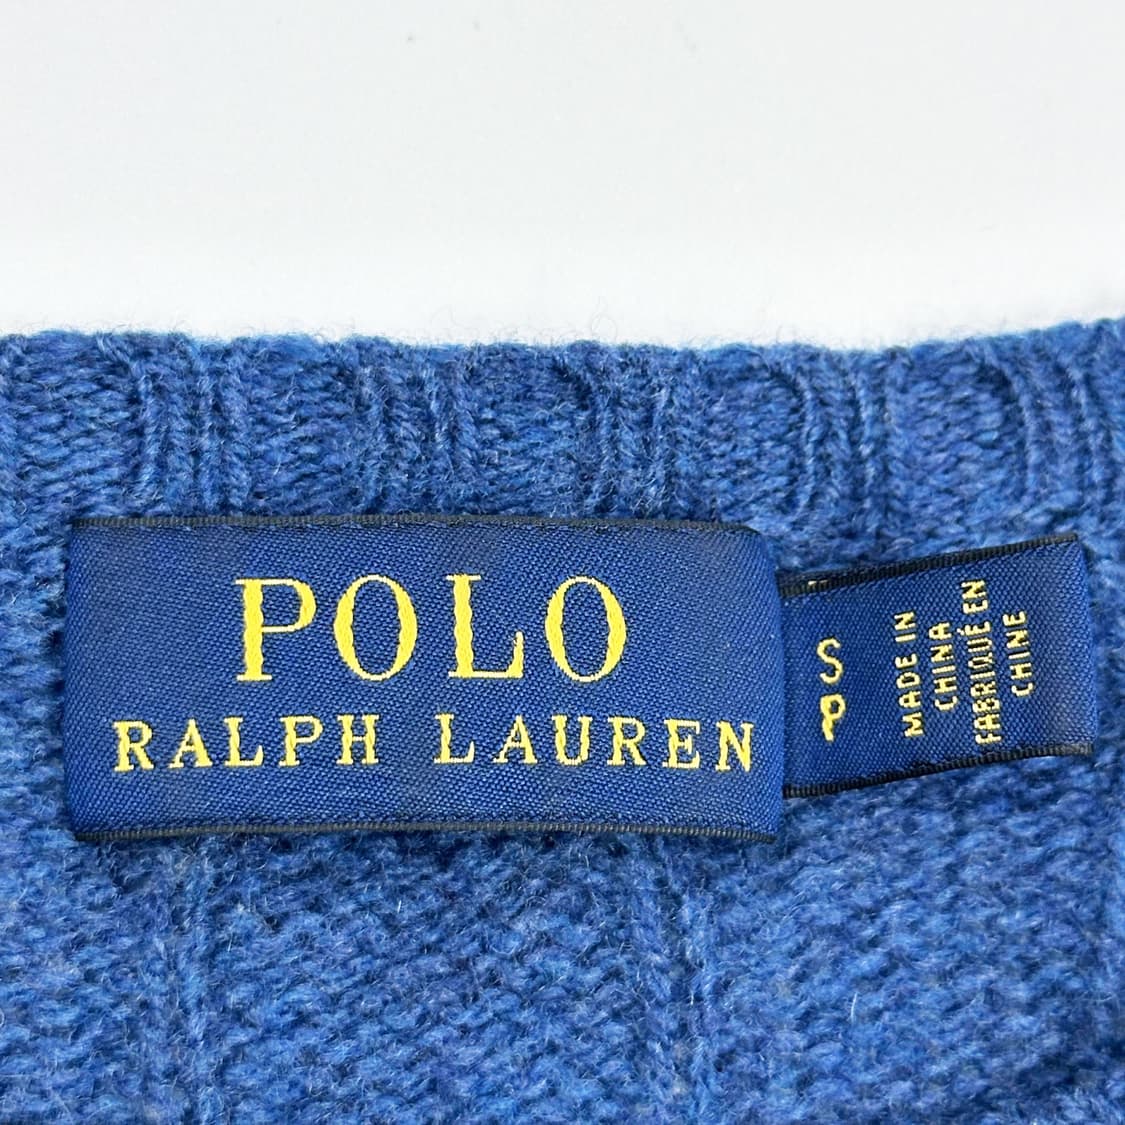 POLO
RALPH LAUREN
S
P
MADE IN
CHINA
FABRIQUÉ EN
CHINE